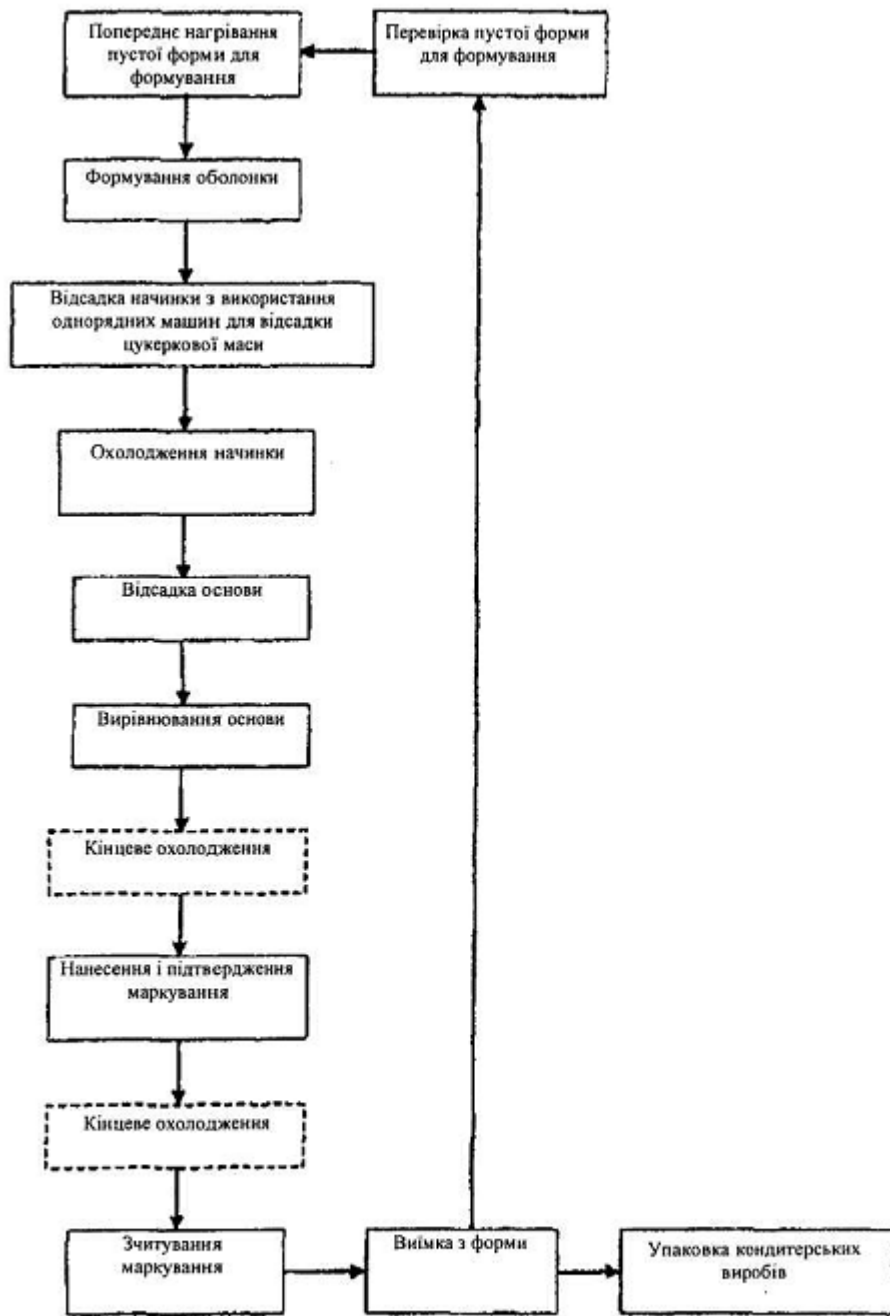 Попереднє нагрівання
пустої форми для
формування
Перевірка пустої форми
для формування
Формування оболонки
Відсадка начинки з використання
однорядних машин для відсадки
цукеркової маси
Охолодження начинки
Відсадка основи
Вирівнювання основи
Кінцеве охолодження
Нанесення і підтвердження
маркування
Кінцеве охолодження
Зчитування
маркування
Виїмка з форми
Упаковка кондитерських
виробів